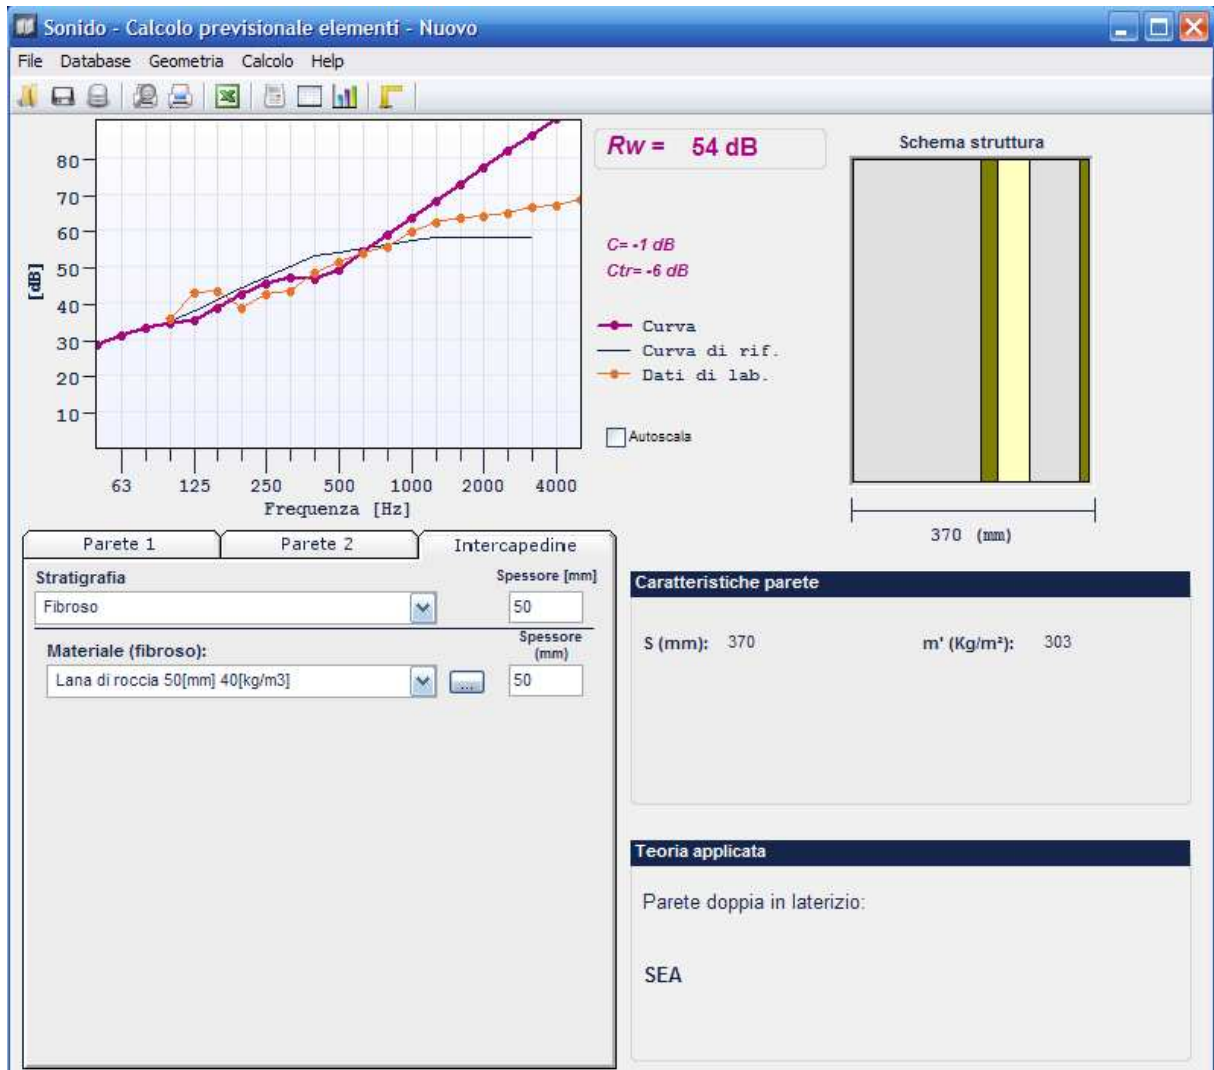 Sonido - Calcolo previsionale elementi - Nuovo
File Database Geometria Calcolo Help
80
70
60
50
40
30
20
10
[dB]
63 125 250 500 1000 2000 4000
Frequenza [Hz]
Rw = 54 dB
C= -1 dB
Ctr= -6 dB
Curva
Curva di rif.
Dati di lab.
Autoscala
Schema struttura
370 (mm)
Parete 1 Parete 2 Intercapedine
Stratigrafia Spessore [mm]
Fibroso 50
Materiale (fibroso): Spessore (mm)
Lana di roccia 50[mm] 40[kg/m3] ... 50
Caratteristiche parete
S (mm): 370 m' (Kg/m²): 303
Teoria applicata
Parete doppia in laterizio:
SEA